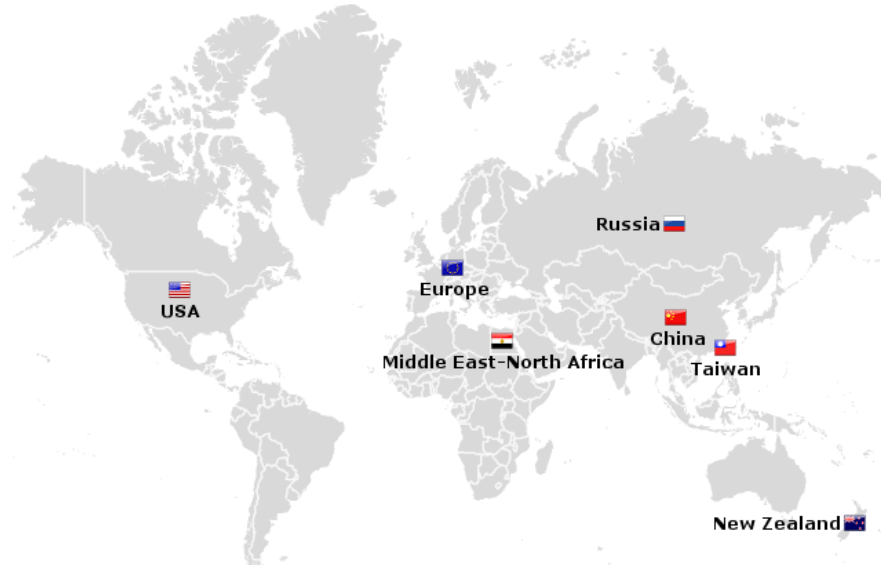 Russia
Europe
USA
China
Middle East-North Africa
Taiwan
New Zealand